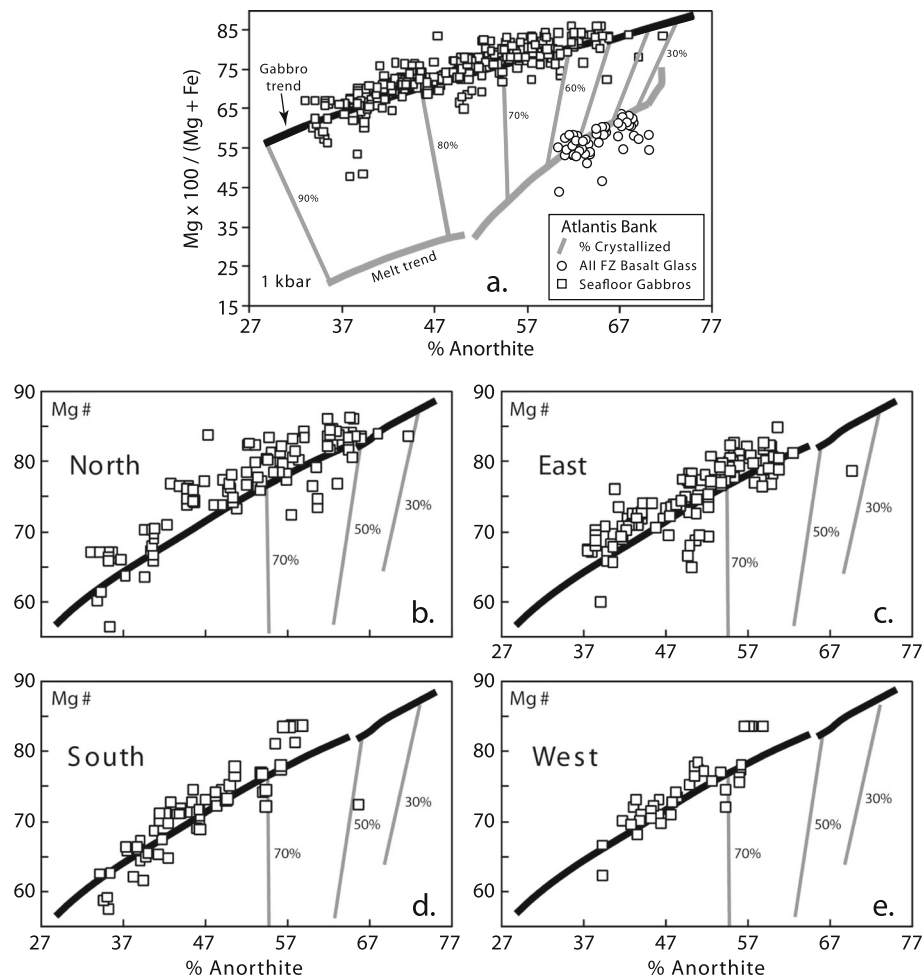 85
75
65
55
45
35
25
15
Mg x 100 / (Mg + Fe)
Gabbro
trend
30%
60%
70%
80%
90%
Melt trend
1 kbar
a.
Atlantis Bank
% Crystallized
AII FZ Basalt Glass
Seafloor Gabbros
27 37 47 57 67 77
% Anorthite
90
80
70
60
Mg #
North
30%
50%
70%
b.
Mg #
East
30%
50%
70%
c.
27 37 47 57 67 77
90
80
70
60
Mg #
South
30%
50%
70%
d.
27 37 47 57 67 77
% Anorthite
Mg #
West
30%
50%
70%
e.
27 37 47 57 67 77
% Anorthite